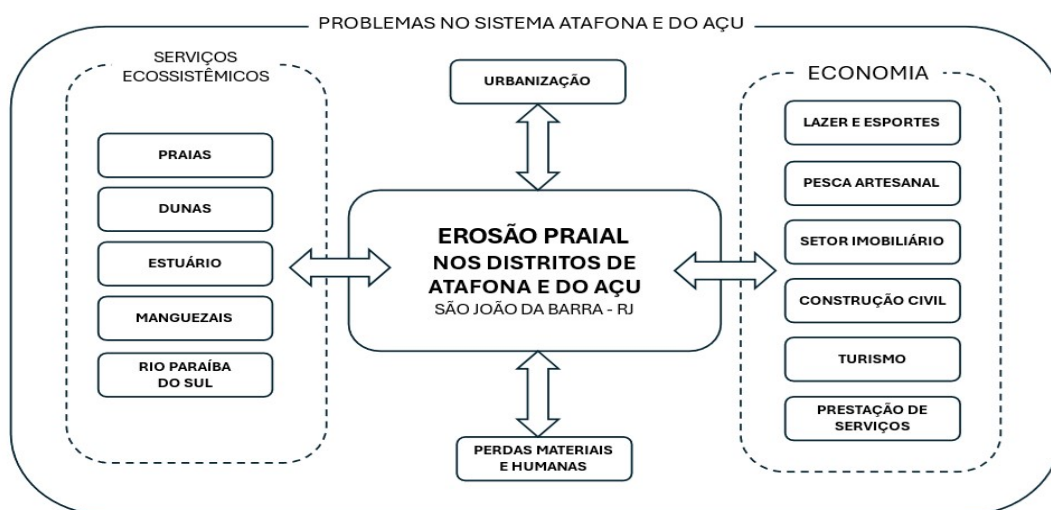 PROBLEMAS NO SISTEMA ATAFONA E DO AÇU
SERVIÇOS
ECOSSISTÊMICOS
PRAIAS
DUNAS
ESTUÁRIO
MANGUEZAIS
RIO PARAÍBA
DO SUL
URBANIZAÇÃO
EROSÃO PRAIAL
NOS DISTRITOS DE
ATAFONA E DO AÇU
SÃO JOÃO DA BARRA - RJ
PERDAS MATERIAIS
E HUMANAS
ECONOMIA
LAZER E ESPORTES
PESCA ARTESANAL
SETOR IMOBILIÁRIO
CONSTRUÇÃO CIVIL
TURISMO
PRESTAÇÃO DE
SERVIÇOS